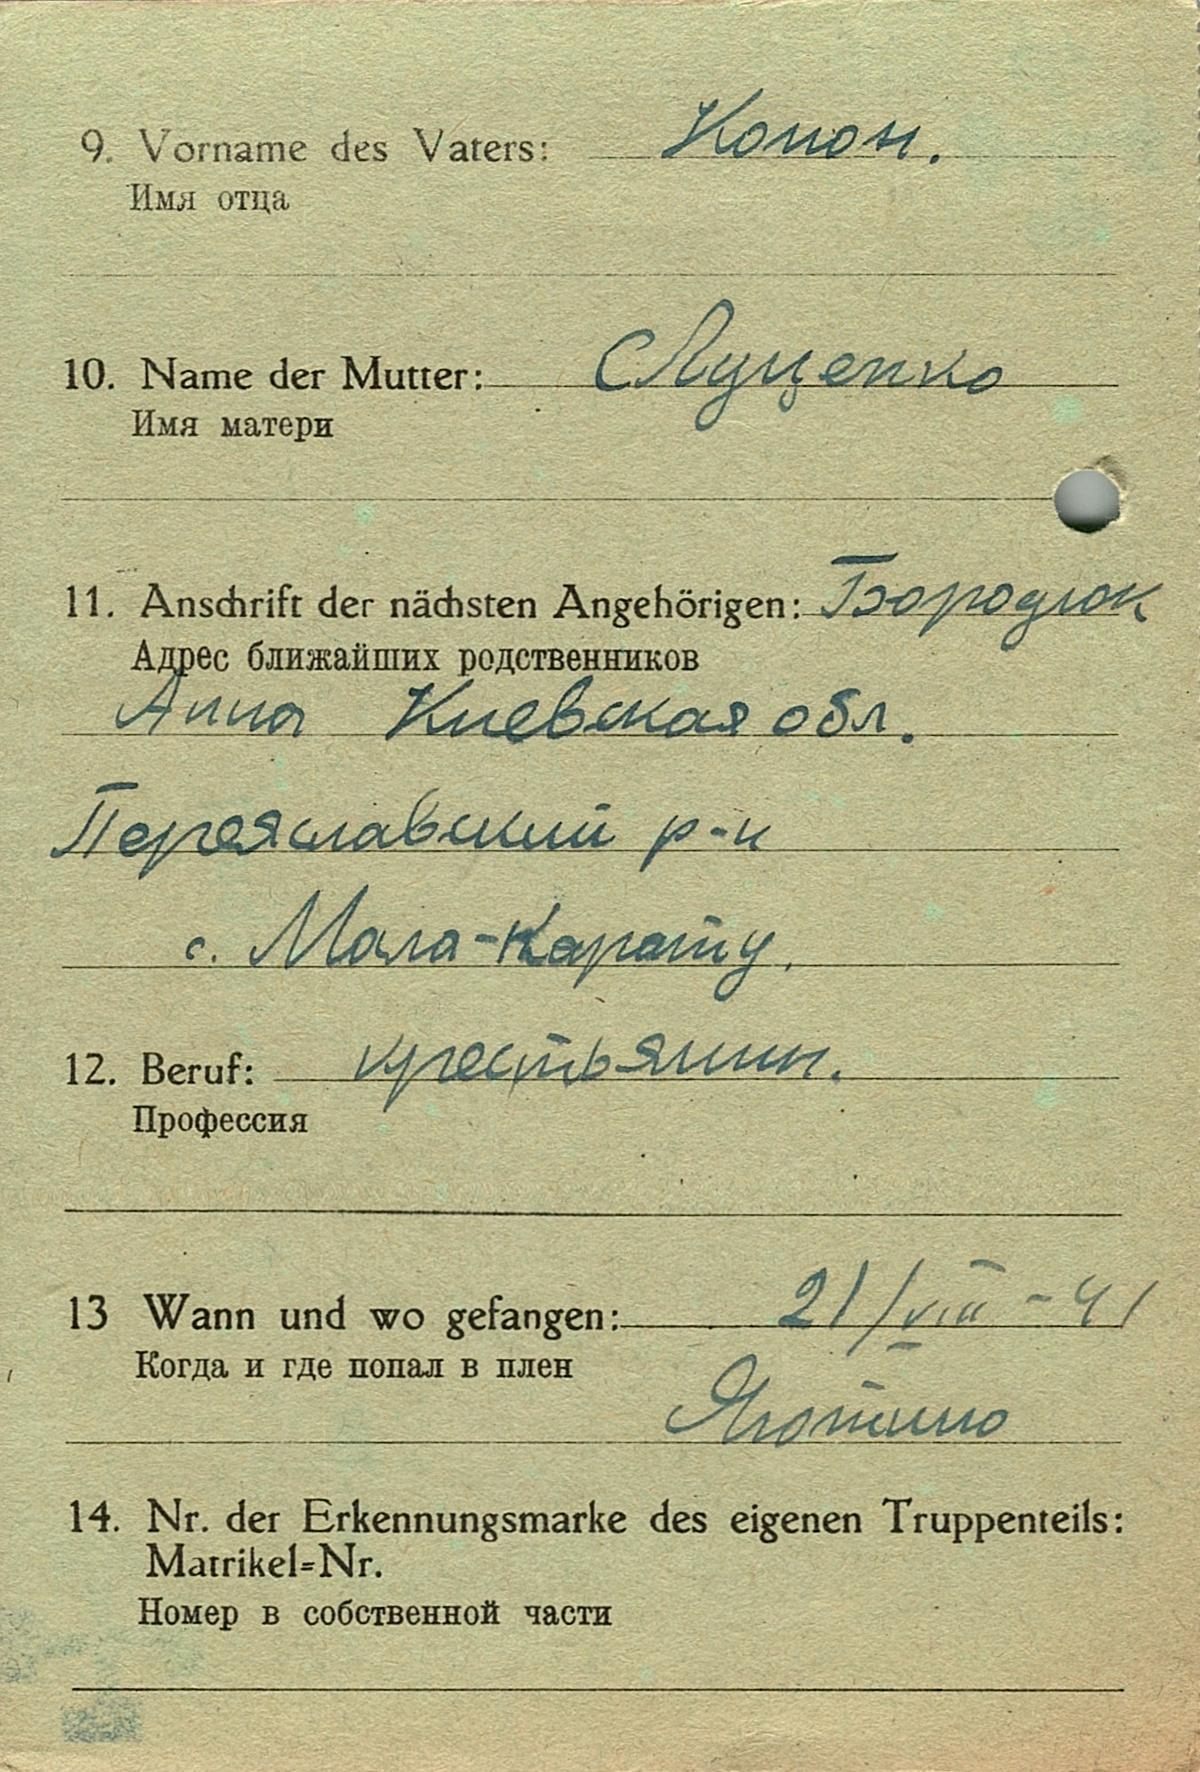 9. Vorname des Vaters: Конон.
Имя отца
10. Name der Mutter: Луценко
Имя матери
11. Anschrift der nächsten Angehörigen: Бородюк
Адрес ближайших родственников
Анна Киевская обл.
Переяславский р-н
с. Мала-Карату.
12. Beruf: крестьянин.
Профессия
13 Wann und wo gefangen: 21/VIII-41
Когда и где попал в плен
14. Nr. der Erkennungsmarke des eigenen Truppenteils:
Matrikel=Nr.
Номер в собственной части